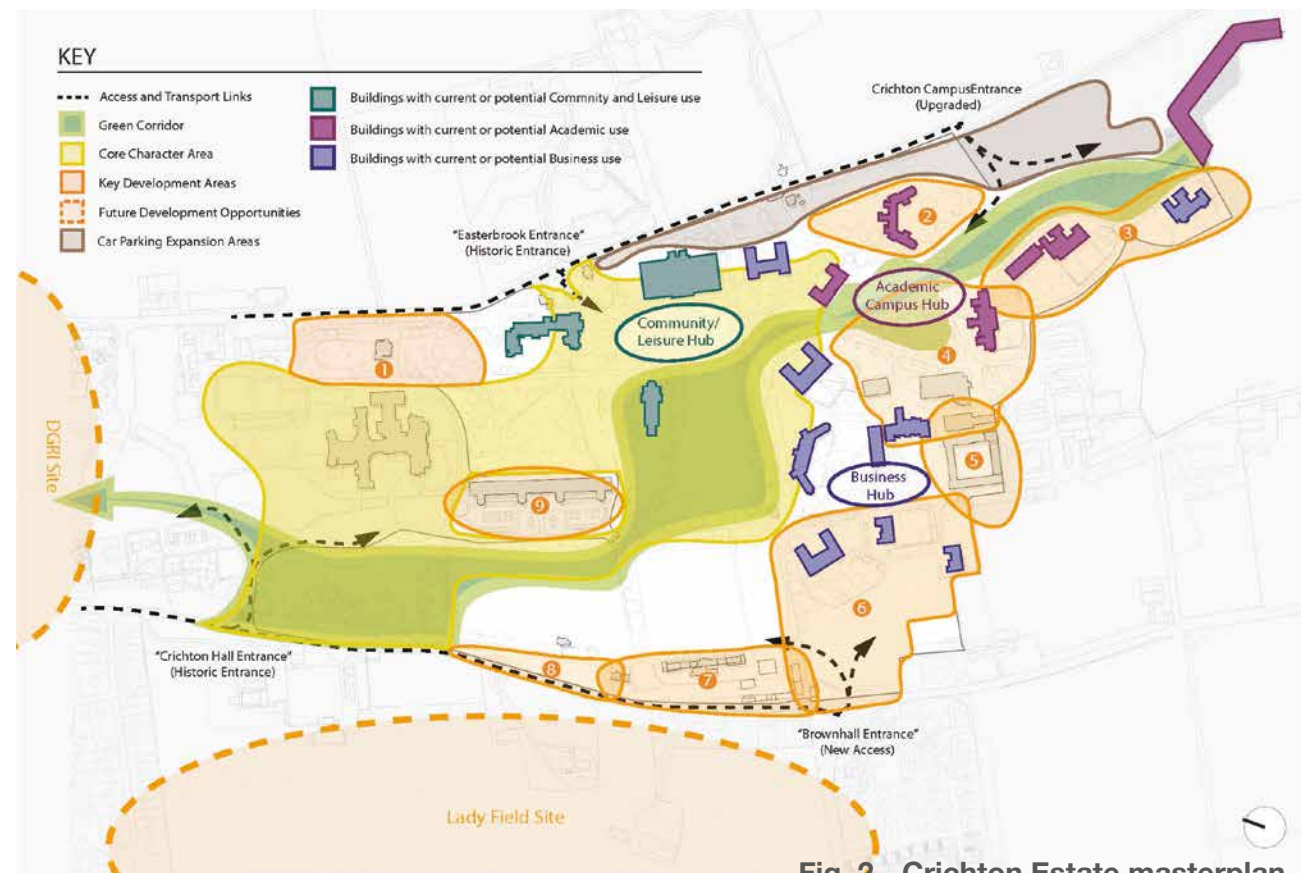 KEY
Access and Transport Links
Green Corridor
Core Character Area
Key Development Areas
Future Development Opportunities
Car Parking Expansion Areas
Buildings with current or potential Commnity and Leisure use
Buildings with current or potential Academic use
Buildings with current or potential Business use
Crichton CampusEntrance
(Upgraded)
"Easterbrook Entrance"
(Historic Entrance)
2
3
Academic
Campus Hub
Community/
Leisure Hub
1
4
DGRI Site
5
Business
Hub
9
6
"Crichton Hall Entrance"
(Historic Entrance)
8
7
"Brownhall Entrance"
(New Access)
Lady Field Site
Fig. 2 Crichton Estate masterplan